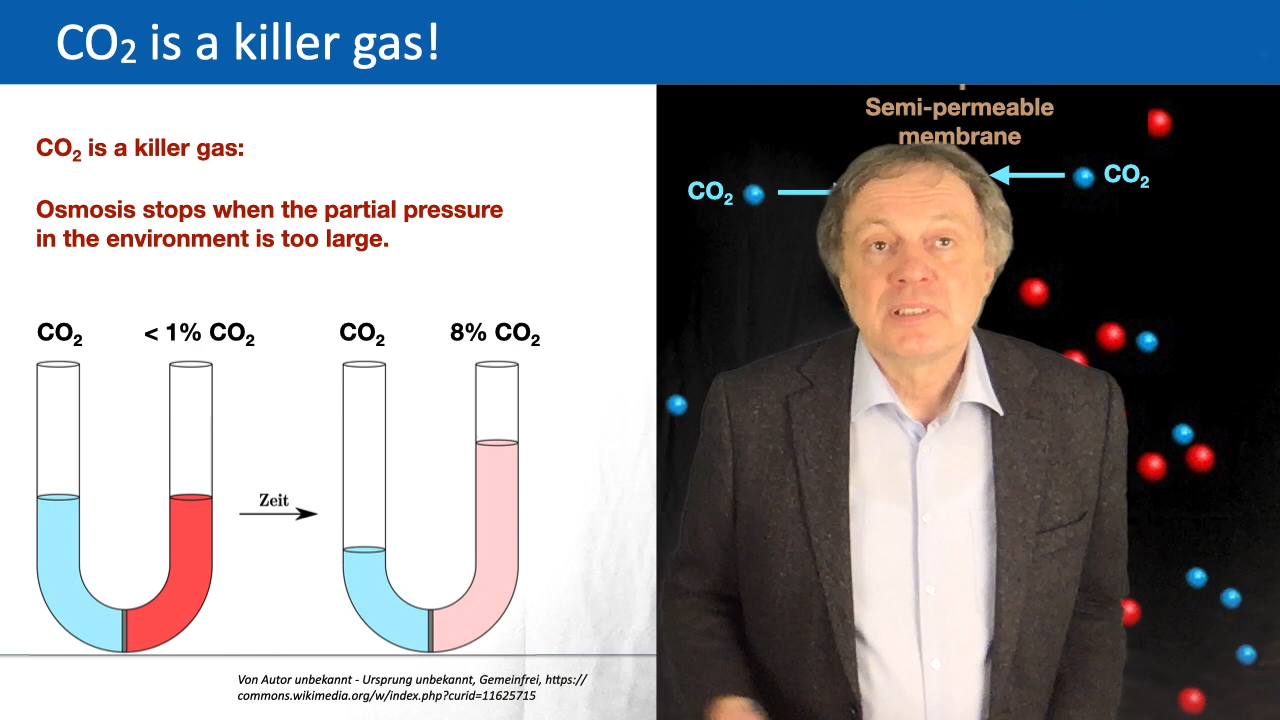 CO₂ is a killer gas!
CO₂ is a killer gas:
Osmosis stops when the partial pressure
in the environment is too large.
CO₂
< 1% CO₂
CO₂
8% CO₂
Zeit
Von Autor unbekannt - Ursprung unbekannt, Gemeinfrei, https://
commons.wikimedia.org/w/index.php?curid=11625715
Semi-permeable
membrane
CO₂
CO₂